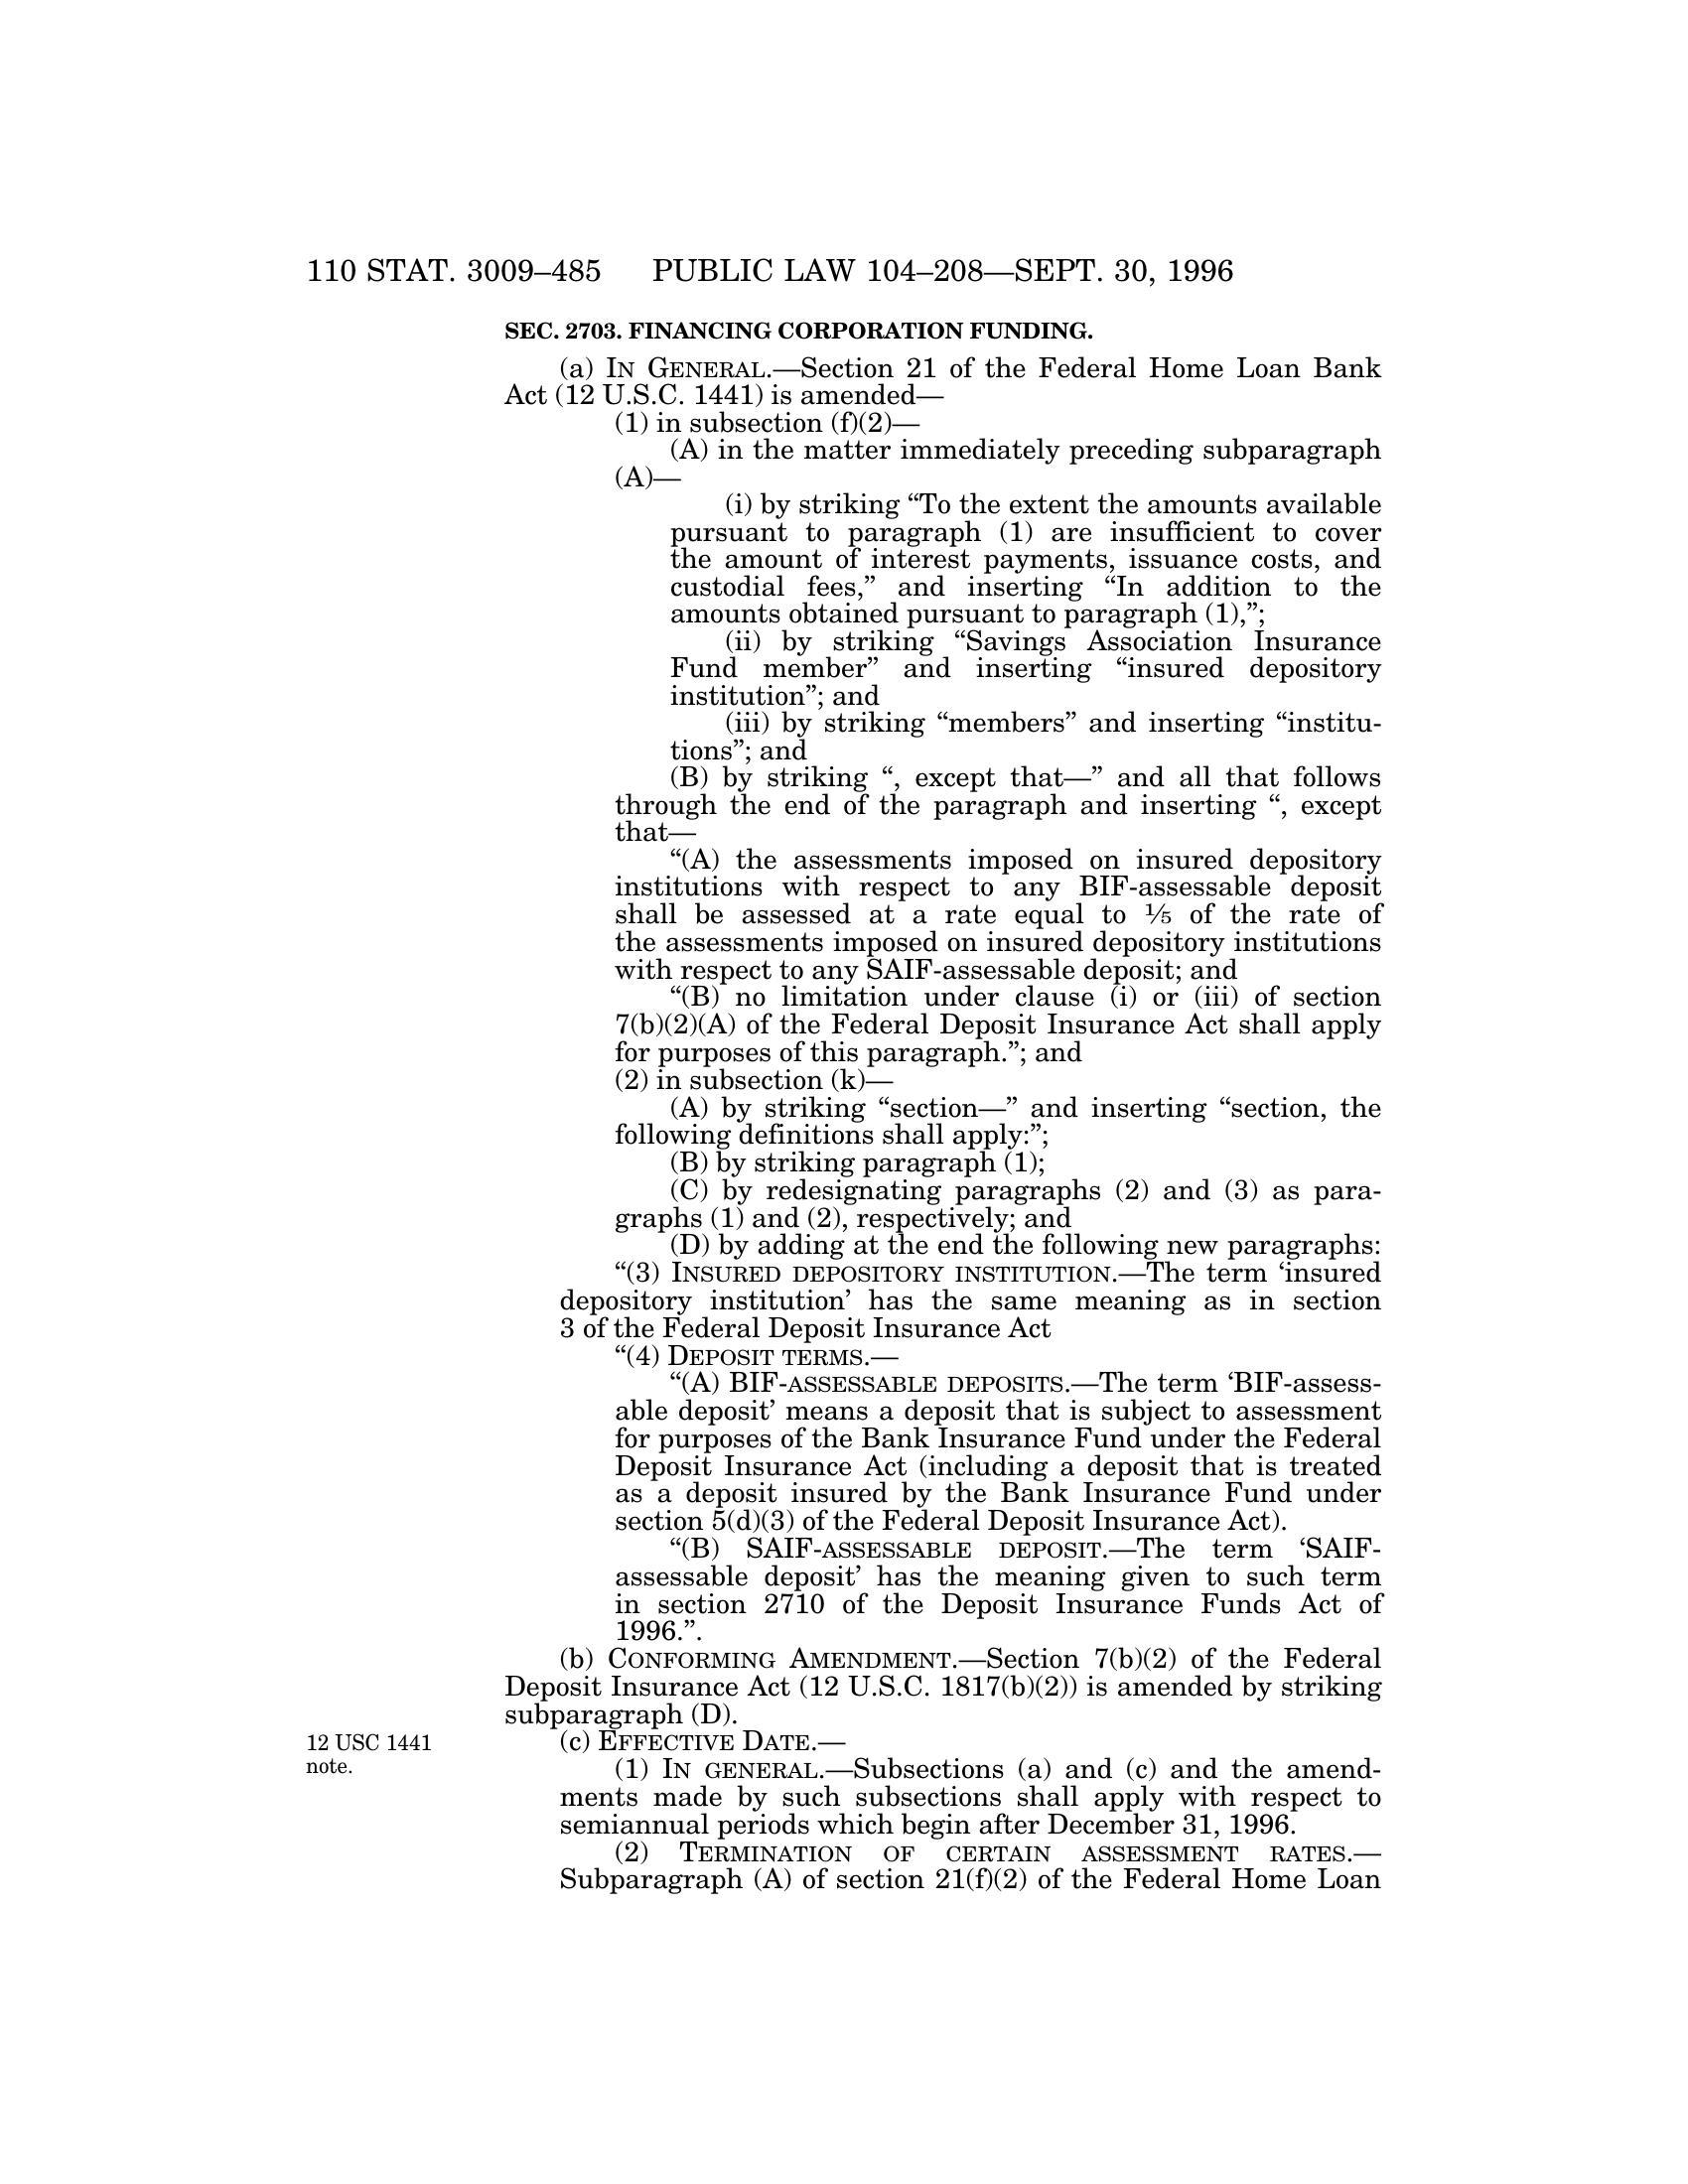 110 STAT. 3009–485 PUBLIC LAW 104–208—SEPT. 30, 1996
SEC. 2703. FINANCING CORPORATION FUNDING.
(a) IN GENERAL.—Section 21 of the Federal Home Loan Bank
Act (12 U.S.C. 1441) is amended—
(1) in subsection (f)(2)—
(A) in the matter immediately preceding subparagraph
(A)—
(i) by striking “To the extent the amounts available
pursuant to paragraph (1) are insufficient to cover
the amount of interest payments, issuance costs, and
custodial fees,” and inserting “In addition to the
amounts obtained pursuant to paragraph (1),”;
(ii) by striking “Savings Association Insurance
Fund member” and inserting “insured depository
institution”; and
(iii) by striking “members” and inserting “institu-
tions”; and
(B) by striking “, except that—” and all that follows
through the end of the paragraph and inserting “, except
that—
“(A) the assessments imposed on insured depository
institutions with respect to any BIF-assessable deposit
shall be assessed at a rate equal to 1⁄5 of the rate of
the assessments imposed on insured depository institutions
with respect to any SAIF-assessable deposit; and
“(B) no limitation under clause (i) or (iii) of section
7(b)(2)(A) of the Federal Deposit Insurance Act shall apply
for purposes of this paragraph.”; and
(2) in subsection (k)—
(A) by striking “section—” and inserting “section, the
following definitions shall apply:”;
(B) by striking paragraph (1);
(C) by redesignating paragraphs (2) and (3) as para-
graphs (1) and (2), respectively; and
(D) by adding at the end the following new paragraphs:
“(3) INSURED DEPOSITORY INSTITUTION.—The term ‘insured
depository institution’ has the same meaning as in section
3 of the Federal Deposit Insurance Act
“(4) DEPOSIT TERMS.—
“(A) BIF-ASSESSABLE DEPOSITS.—The term ‘BIF-assess-
able deposit’ means a deposit that is subject to assessment
for purposes of the Bank Insurance Fund under the Federal
Deposit Insurance Act (including a deposit that is treated
as a deposit insured by the Bank Insurance Fund under
section 5(d)(3) of the Federal Deposit Insurance Act).
“(B) SAIF-ASSESSABLE DEPOSIT.—The term ‘SAIF-
assessable deposit’ has the meaning given to such term
in section 2710 of the Deposit Insurance Funds Act of
1996.”.
(b) CONFORMING AMENDMENT.—Section 7(b)(2) of the Federal
Deposit Insurance Act (12 U.S.C. 1817(b)(2)) is amended by striking
subparagraph (D).
12 USC 1441
note.
(c) EFFECTIVE DATE.—
(1) IN GENERAL.—Subsections (a) and (c) and the amend-
ments made by such subsections shall apply with respect to
semiannual periods which begin after December 31, 1996.
(2) TERMINATION OF CERTAIN ASSESSMENT RATES.—
Subparagraph (A) of section 21(f)(2) of the Federal Home Loan